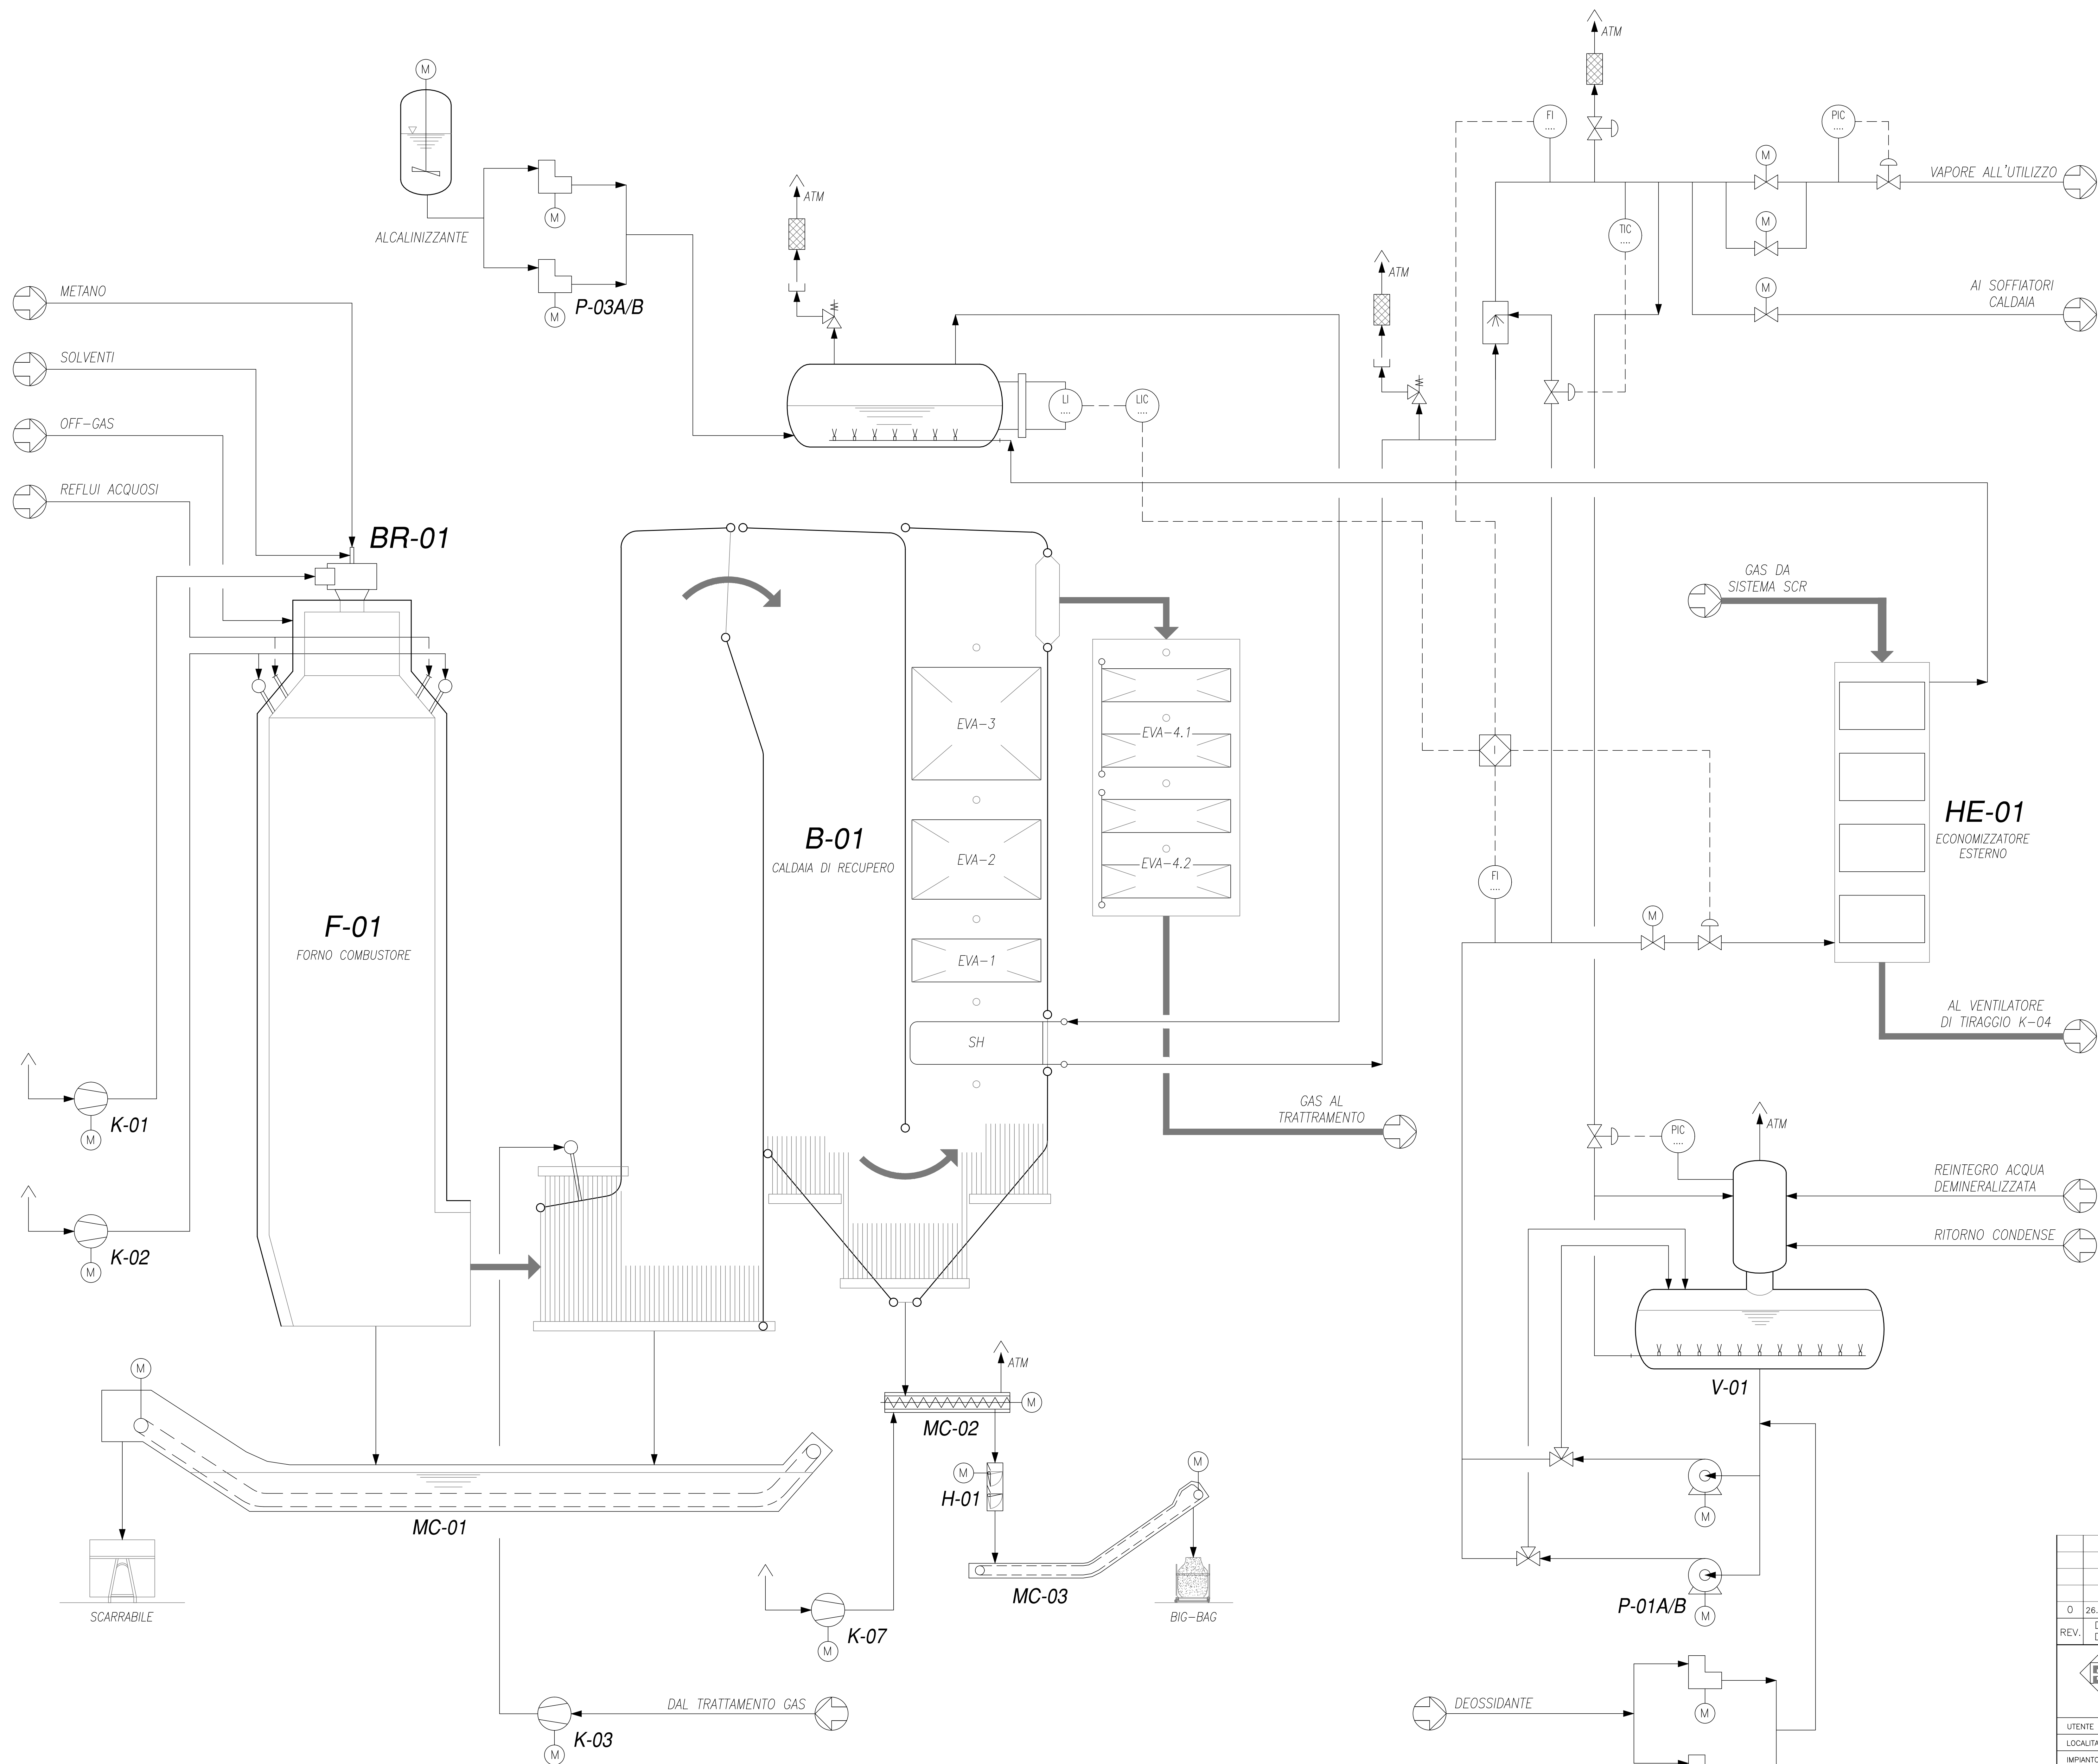 ATM
M
FI
....
PIC
....
M
VAPORE ALL'UTILIZZO
M
ALCALINIZZANTE
ATM
TIC
....
ATM
M
M
AI SOFFIATORI
CALDAIA
METANO
M
P-03A/B
SOLVENTI
LI
....
LIC
....
OFF-GAS
REFLUI ACQUOSI
BR-01
GAS DA
SISTEMA SCR
EVA-3
EVA-4.1
I
B-01
CALDAIA DI RECUPERO
EVA-2
EVA-4.2
HE-01
ECONOMIZZATORE
ESTERNO
FI
....
F-01
FORNO COMBUSTORE
M
EVA-1
AL VENTILATORE
DI TIRAGGIO K-04
SH
GAS AL
TRATTRAMENTO
K-01
M
PIC
....
ATM
REINTEGRO ACQUA
DEMINERALIZZATA
RITORNO CONDENSE
K-02
M
ATM
M
V-01
M
MC-02
M
M
H-01
M
MC-01
M
MC-03
P-01A/B
M
SCARRABILE
BIG-BAG
K-07
M
0
26.
REV.
DAL TRATTAMENTO GAS
DEOSSIDANTE
M
K-03
M
UTENTE
LOCALIT
IMPIANTO